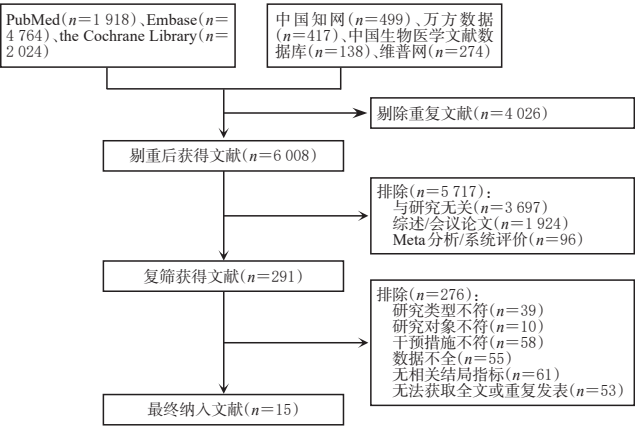 PubMed(n=1 918)、Embase(n=
4 764)、the Cochrane Library(n=
2 024)
中国知网(n=499)、万方数据
(n=417)、中国生物医学文献数
据库(n=138)、维普网(n=274)
剔除重复文献(n=4 026)
剔重后获得文献(n=6 008)
排除(n=5 717)：
与研究无关(n=3 697)
综述/会议论文(n=1 924)
Meta分析/系统评价(n=96)
复筛获得文献(n=291)
排除(n=276)：
研究类型不符(n=39)
研究对象不符(n=10)
干预措施不符(n=58)
数据不全(n=55)
无相关结局指标(n=61)
无法获取全文或重复发表(n=53)
最终纳入文献(n=15)